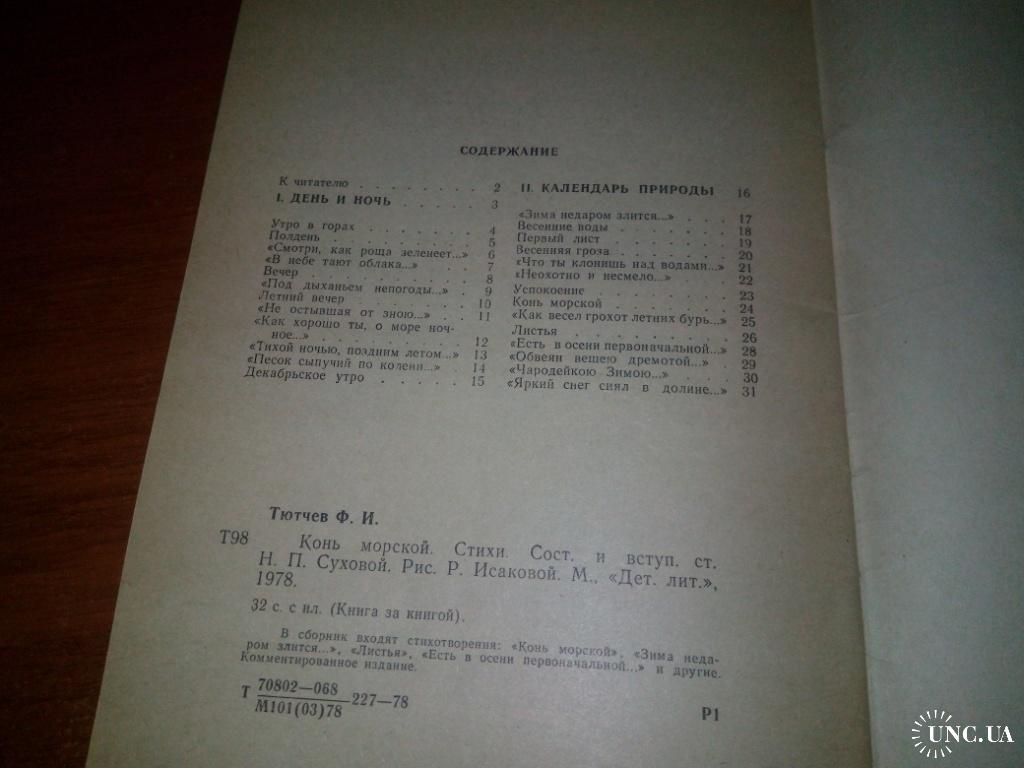 СОДЕРЖАНИЕ
К читателю . . . . . . . . 2
I. ДЕНЬ И НОЧЬ . . . . . 3
Утро в горах . . . . . . 4
Полдень . . . . . . . . 5
«Смотри, как роща зеленеет...» 6
«В небе тают облака...» . . . 7
Вечер . . . . . . . . 8
«Под дыханьем непогоды...» . 9
Летний вечер . . . . . . 10
«Не остывшая от зною...» . . 11
«Как хорошо ты, о море ноч-
ное...» . . . . . . . 12
«Тихой ночью, поздним летом...» 13
«Песок сыпучий по колени...» . 14
Декабрьское утро . . . . . 15
II. КАЛЕНДАРЬ ПРИРОДЫ 16
«Зима недаром злится...» . . . 17
Весенние воды . . . . . . 18
Первый лист . . . . . . 19
Весенняя гроза . . . . . . 20
«Что ты клонишь над водами...» 21
«Неохотно и несмело...» . . . 22
Успокоение . . . . . . . 23
Конь морской . . . . . . 24
«Как весел грохот летних бурь...» 25
Листья . . . . . . . . 26
«Есть в осени первоначальной...» 28
«Обвеян вещею дремотой...» . 29
«Чародейкою Зимою...» . . . 30
«Яркий снег сиял в долине...» 31
Тютчев Ф. И.
Т98 Конь морской. Стихи. Сост. и вступ. ст.
Н. П. Суховой. Рис. Р. Исаковой. М., «Дет. лит.»,
1978.
32 с. с ил. (Книга за книгой).
В сборник входят стихотворения: «Конь морской», «Зима неда-
ром злится...», «Листья», «Есть в осени первоначальной...» и другие.
Комментированное издание.
Т 70802—068
М101(03)78 227—78
Р1
UNC.UA